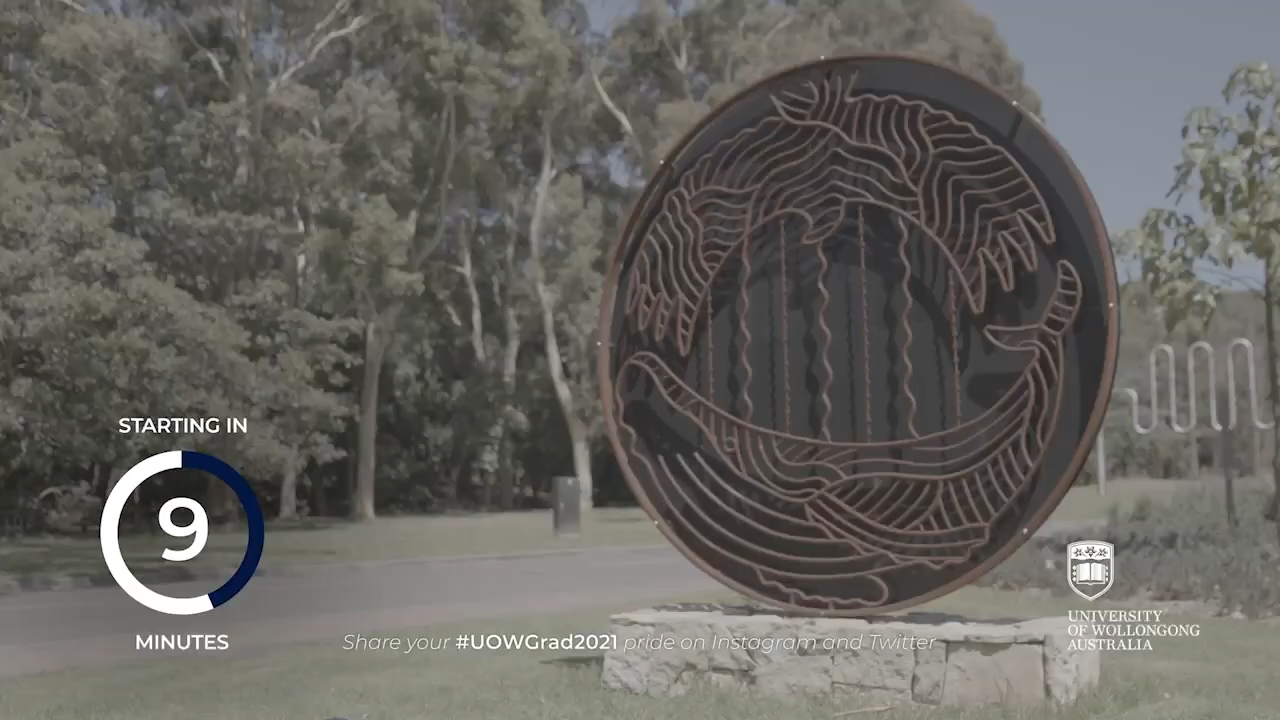 STARTING IN
9
MINUTES
Share your #UOWGrad2021 pride on Instagram and Twitter
UNIVERSITY
OF WOLLONGONG
AUSTRALIA